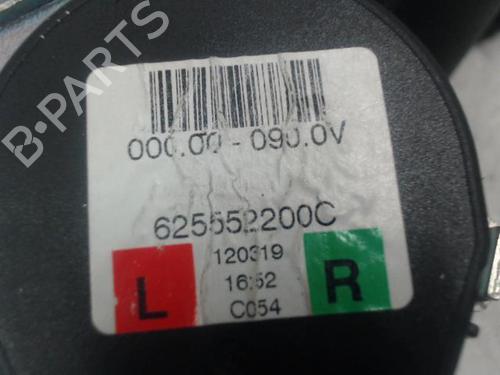 B-PARTS
000.00 - 090.0V
625552200C
120319
16:52
C054
L
R